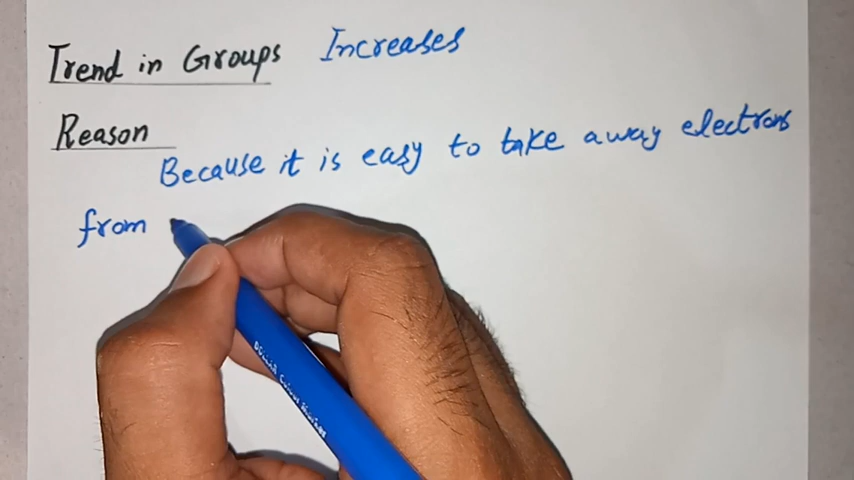 Trend in Groups Increases
Reason
Because it is easy to take away electrons
from